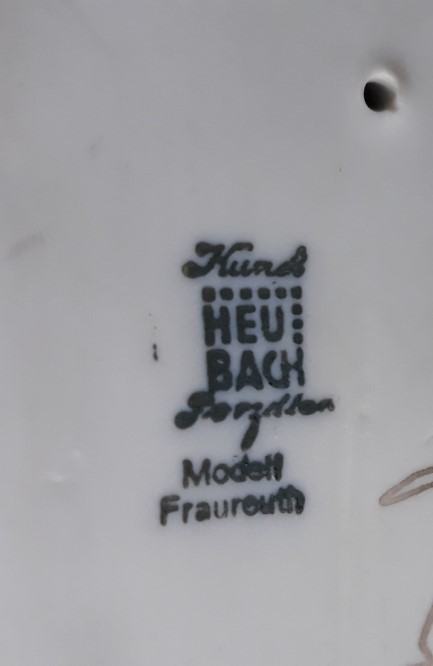 Kunst
HEU
BACH
Porzellan
Modell
Fraureuth